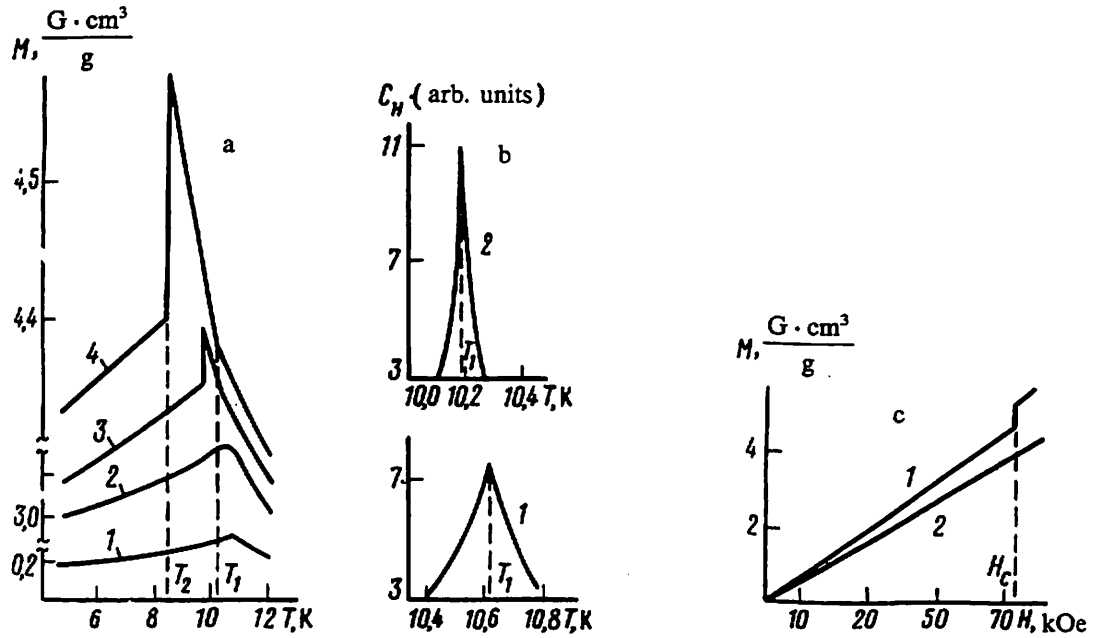 M, G · cm³
g
a
4,5
4,4
3,0
0,2
4
3
2
1
T₂
T₁
6
8
10
12 T, K
C_H (arb. units)
b
11
7
3
2
T₁
10,0
10,2
10,4 T, K
7
3
1
T₁
10,4
10,6
10,8 T, K
M, G · cm³
g
c
4
2
1
2
H_c
10
20
50
70 H, kOe